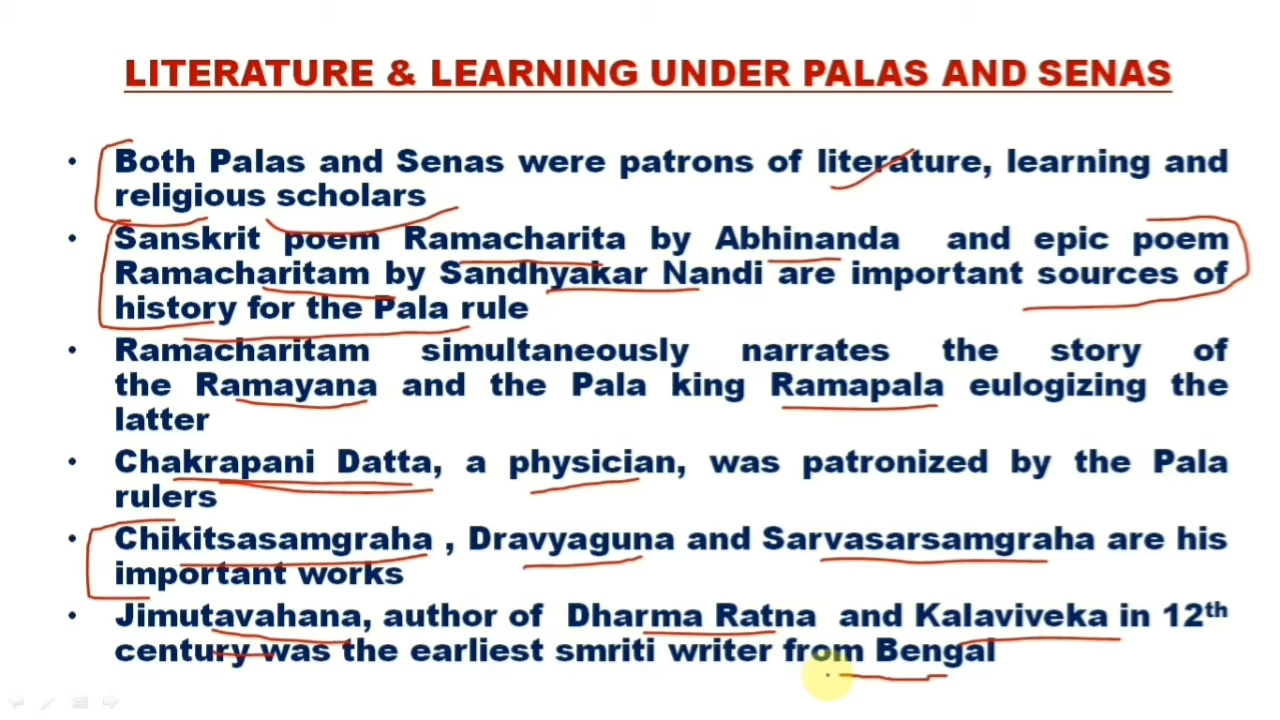 LITERATURE & LEARNING UNDER PALAS AND SENAS
• Both Palas and Senas were patrons of literature, learning and
religious scholars
• Sanskrit poem Ramacharita by Abhinanda and epic poem
Ramacharitam by Sandhyakar Nandi are important sources of
history for the Pala rule
• Ramacharitam simultaneously narrates the story of
the Ramayana and the Pala king Ramapala eulogizing the
latter
• Chakrapani Datta, a physician, was patronized by the Pala
rulers
• Chikitsasamgraha , Dravyaguna and Sarvasarsamgraha are his
important works
• Jimutavahana, author of Dharma Ratna and Kalaviveka in 12th
century was the earliest smriti writer from Bengal